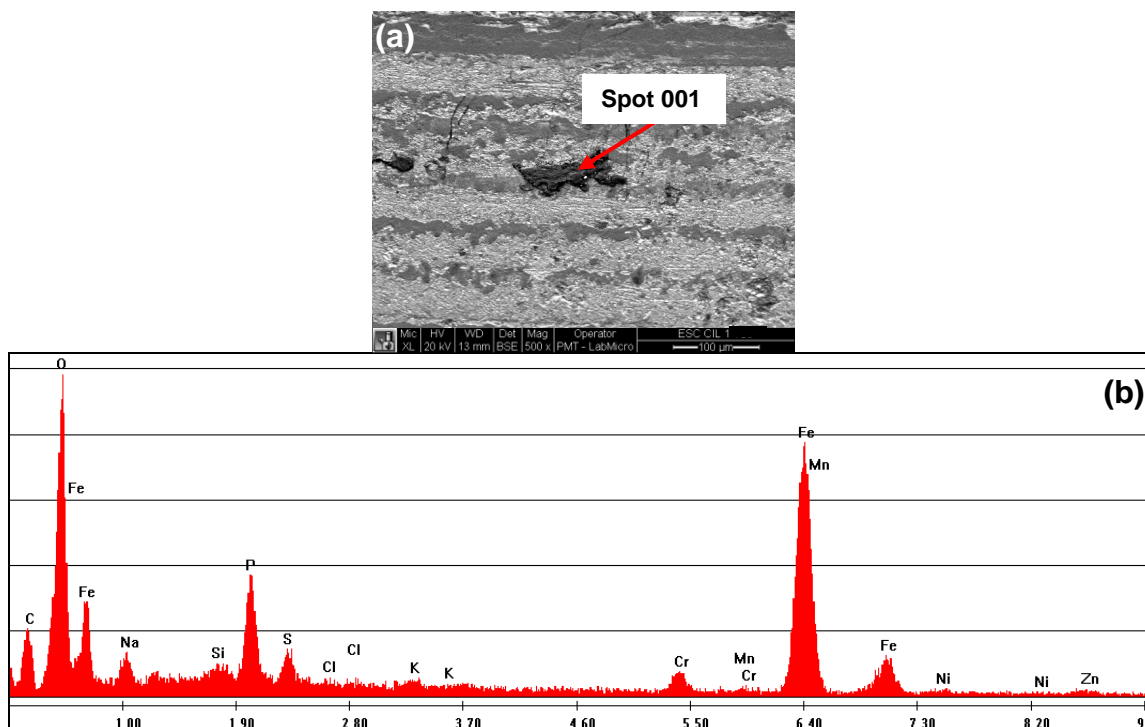 (a)
Spot 001
Mic HV WD Det Mag Operator ESC CIL 1
XL 20 kV 13 mm BSE 500 x PMT - LabMicro 100 µm
(b)
O
Fe
Fe Mn
P
Fe
C
Na Si S Cl Cl K K Cr Mn Cr Fe Ni Ni Zn
1.00 1.90 2.80 3.70 4.60 5.50 6.40 7.30 8.20